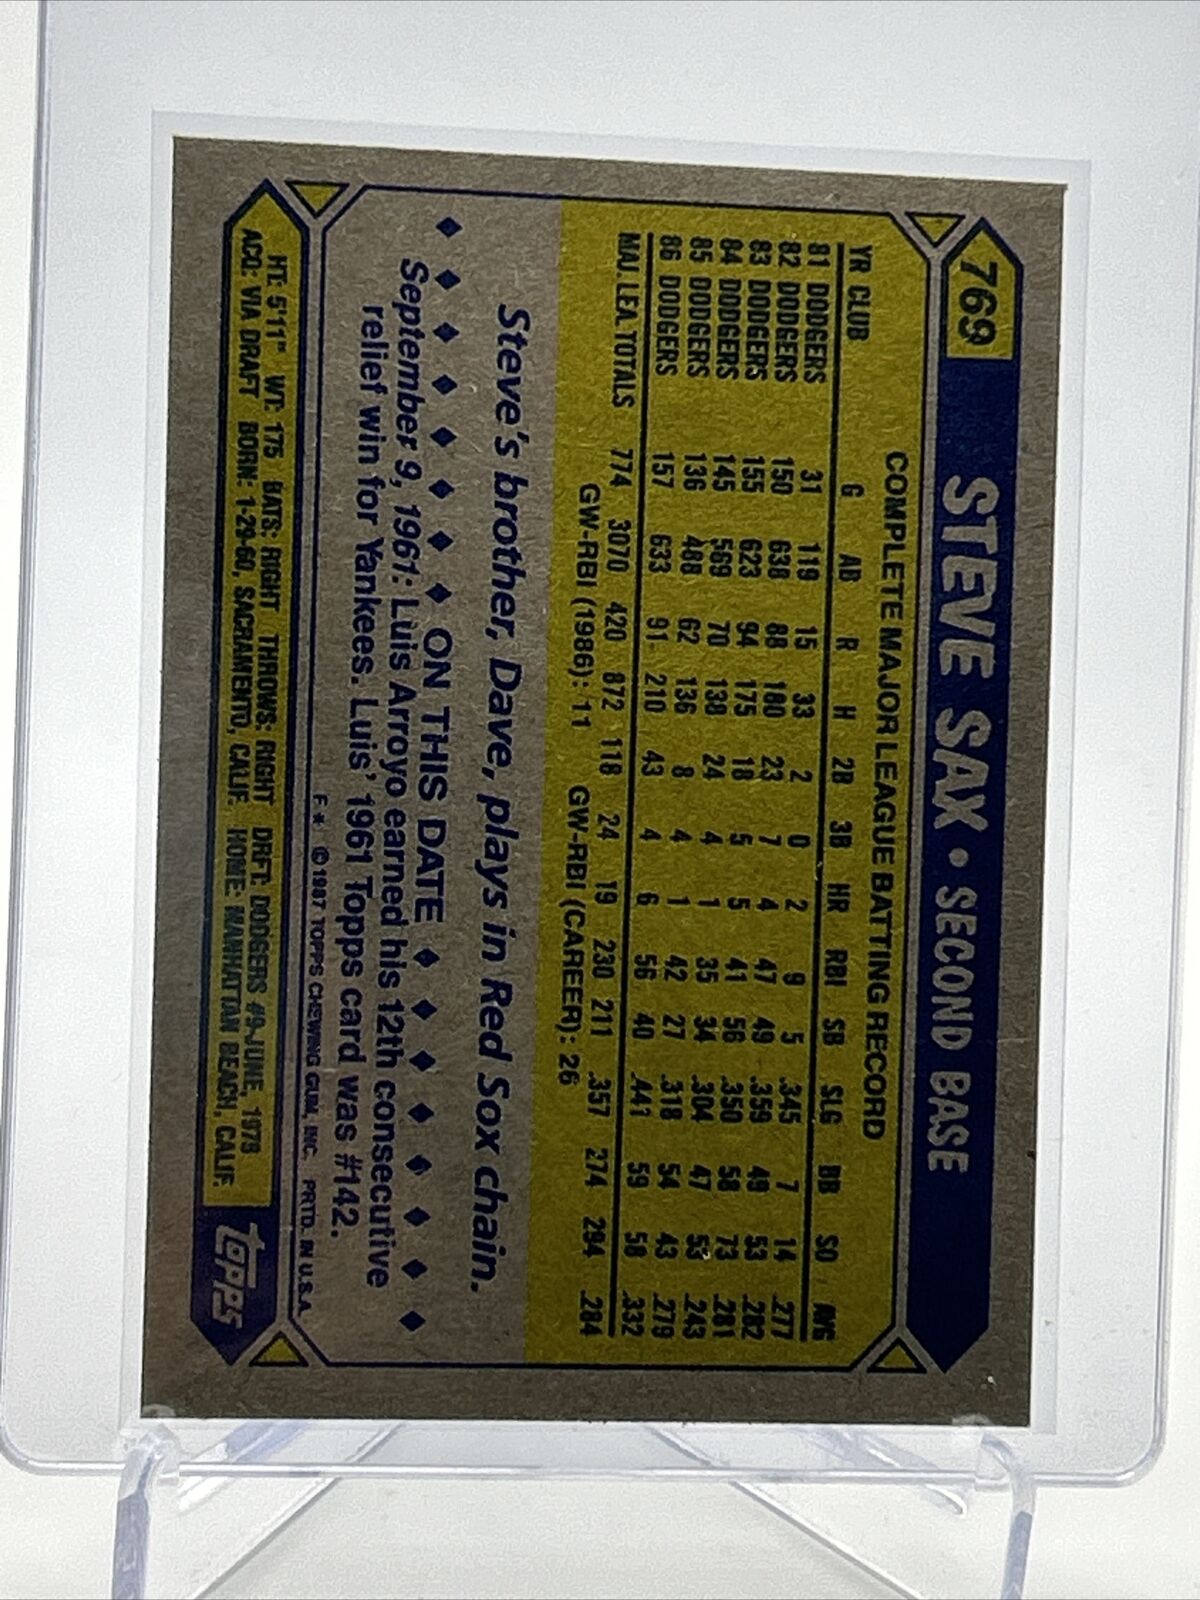 769 STEVE SAX • SECOND BASE
COMPLETE MAJOR LEAGUE BATTING RECORD
YR CLUB G AB R H 2B 3B HR RBI SB SLG BB SO AVG
81 DODGERS 31 119 15 33 2 0 2 9 5 .345 7 14 .277
82 DODGERS 150 638 88 180 23 7 4 47 49 .359 49 53 .282
83 DODGERS 155 623 94 175 18 5 5 41 56 .350 58 73 .281
84 DODGERS 145 569 70 138 24 4 1 35 34 .304 47 53 .243
85 DODGERS 136 488 62 136 8 4 1 42 27 .318 54 43 .279
86 DODGERS 157 633 91 210 43 4 6 56 40 .441 59 58 .332
MAJ. LEA. TOTALS 774 3070 420 872 118 24 19 230 211 .357 274 294 .284
GW-RBI (1986): 11 GW-RBI (CAREER): 26
Steve's brother, Dave, plays in Red Sox chain.
ON THIS DATE
September 9, 1961: Luis Arroyo earned his 12th consecutive
relief win for Yankees. Luis' 1961 Topps card was #142.
F* ©1987 TOPPS CHEWING GUM, INC. PRTD. IN U.S.A.
HT: 5'11" WT: 175 BATS: RIGHT THROWS: RIGHT DRFT: DODGERS #9-JUNE, 1978
ACQ: VIA DRAFT BORN: 1-29-60, SACRAMENTO, CALIF. HOME: MANHATTAN BEACH, CALIF.
topps